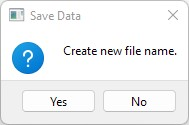 Save Data
Create new file name.
Yes
No